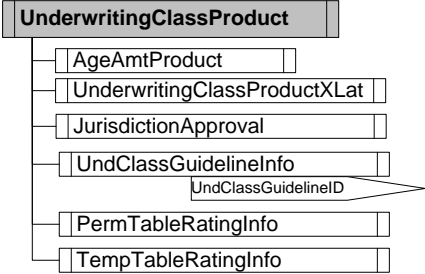 UnderwritingClassProduct
AgeAmtProduct
UnderwritingClassProductXLat
JurisdictionApproval
UndClassGuidelineInfo
UndClassGuidelineID
PermTableRatingInfo
TempTableRatingInfo